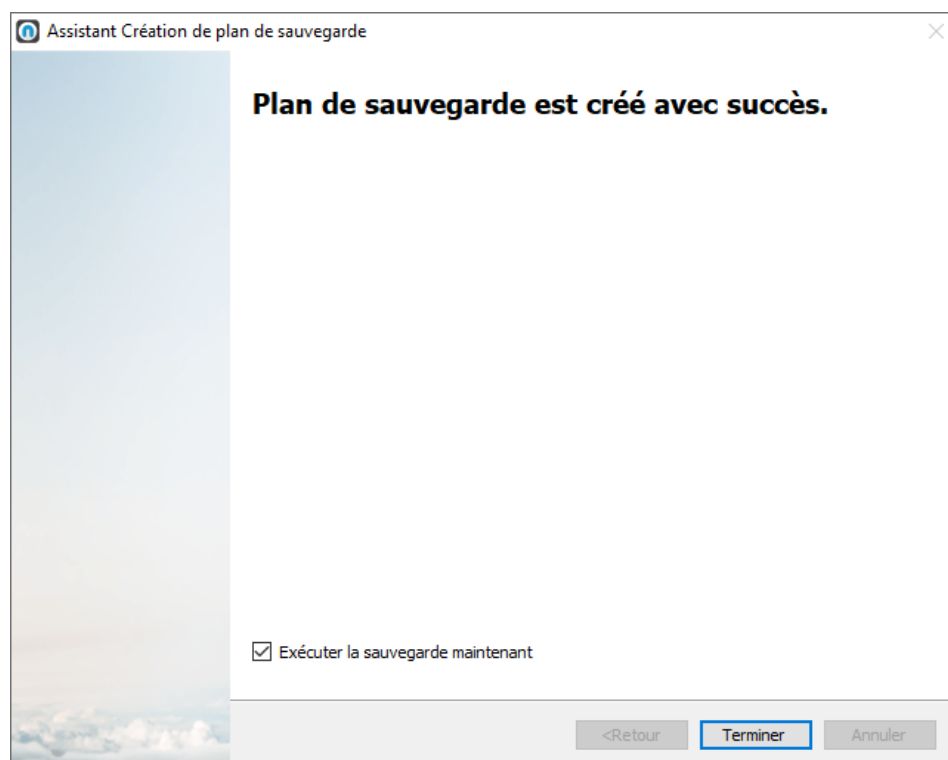 Assistant Création de plan de sauvegarde
Plan de sauvegarde est créé avec succès.
Exécuter la sauvegarde maintenant
<Retour
Terminer
Annuler